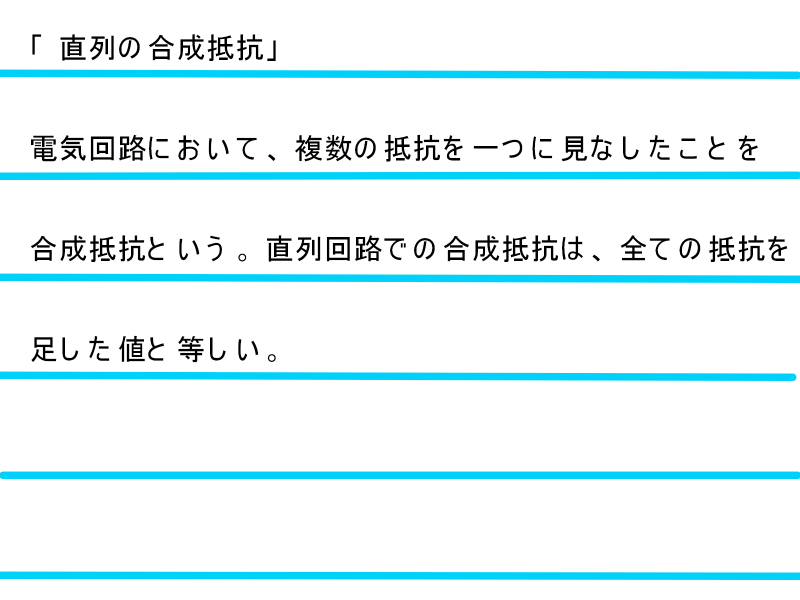 「直列の合成抵抗」
電気回路において、複数の抵抗を一つに見なしたことを
合成抵抗という。直列回路での合成抵抗は、全ての抵抗を
足した値と等しい。